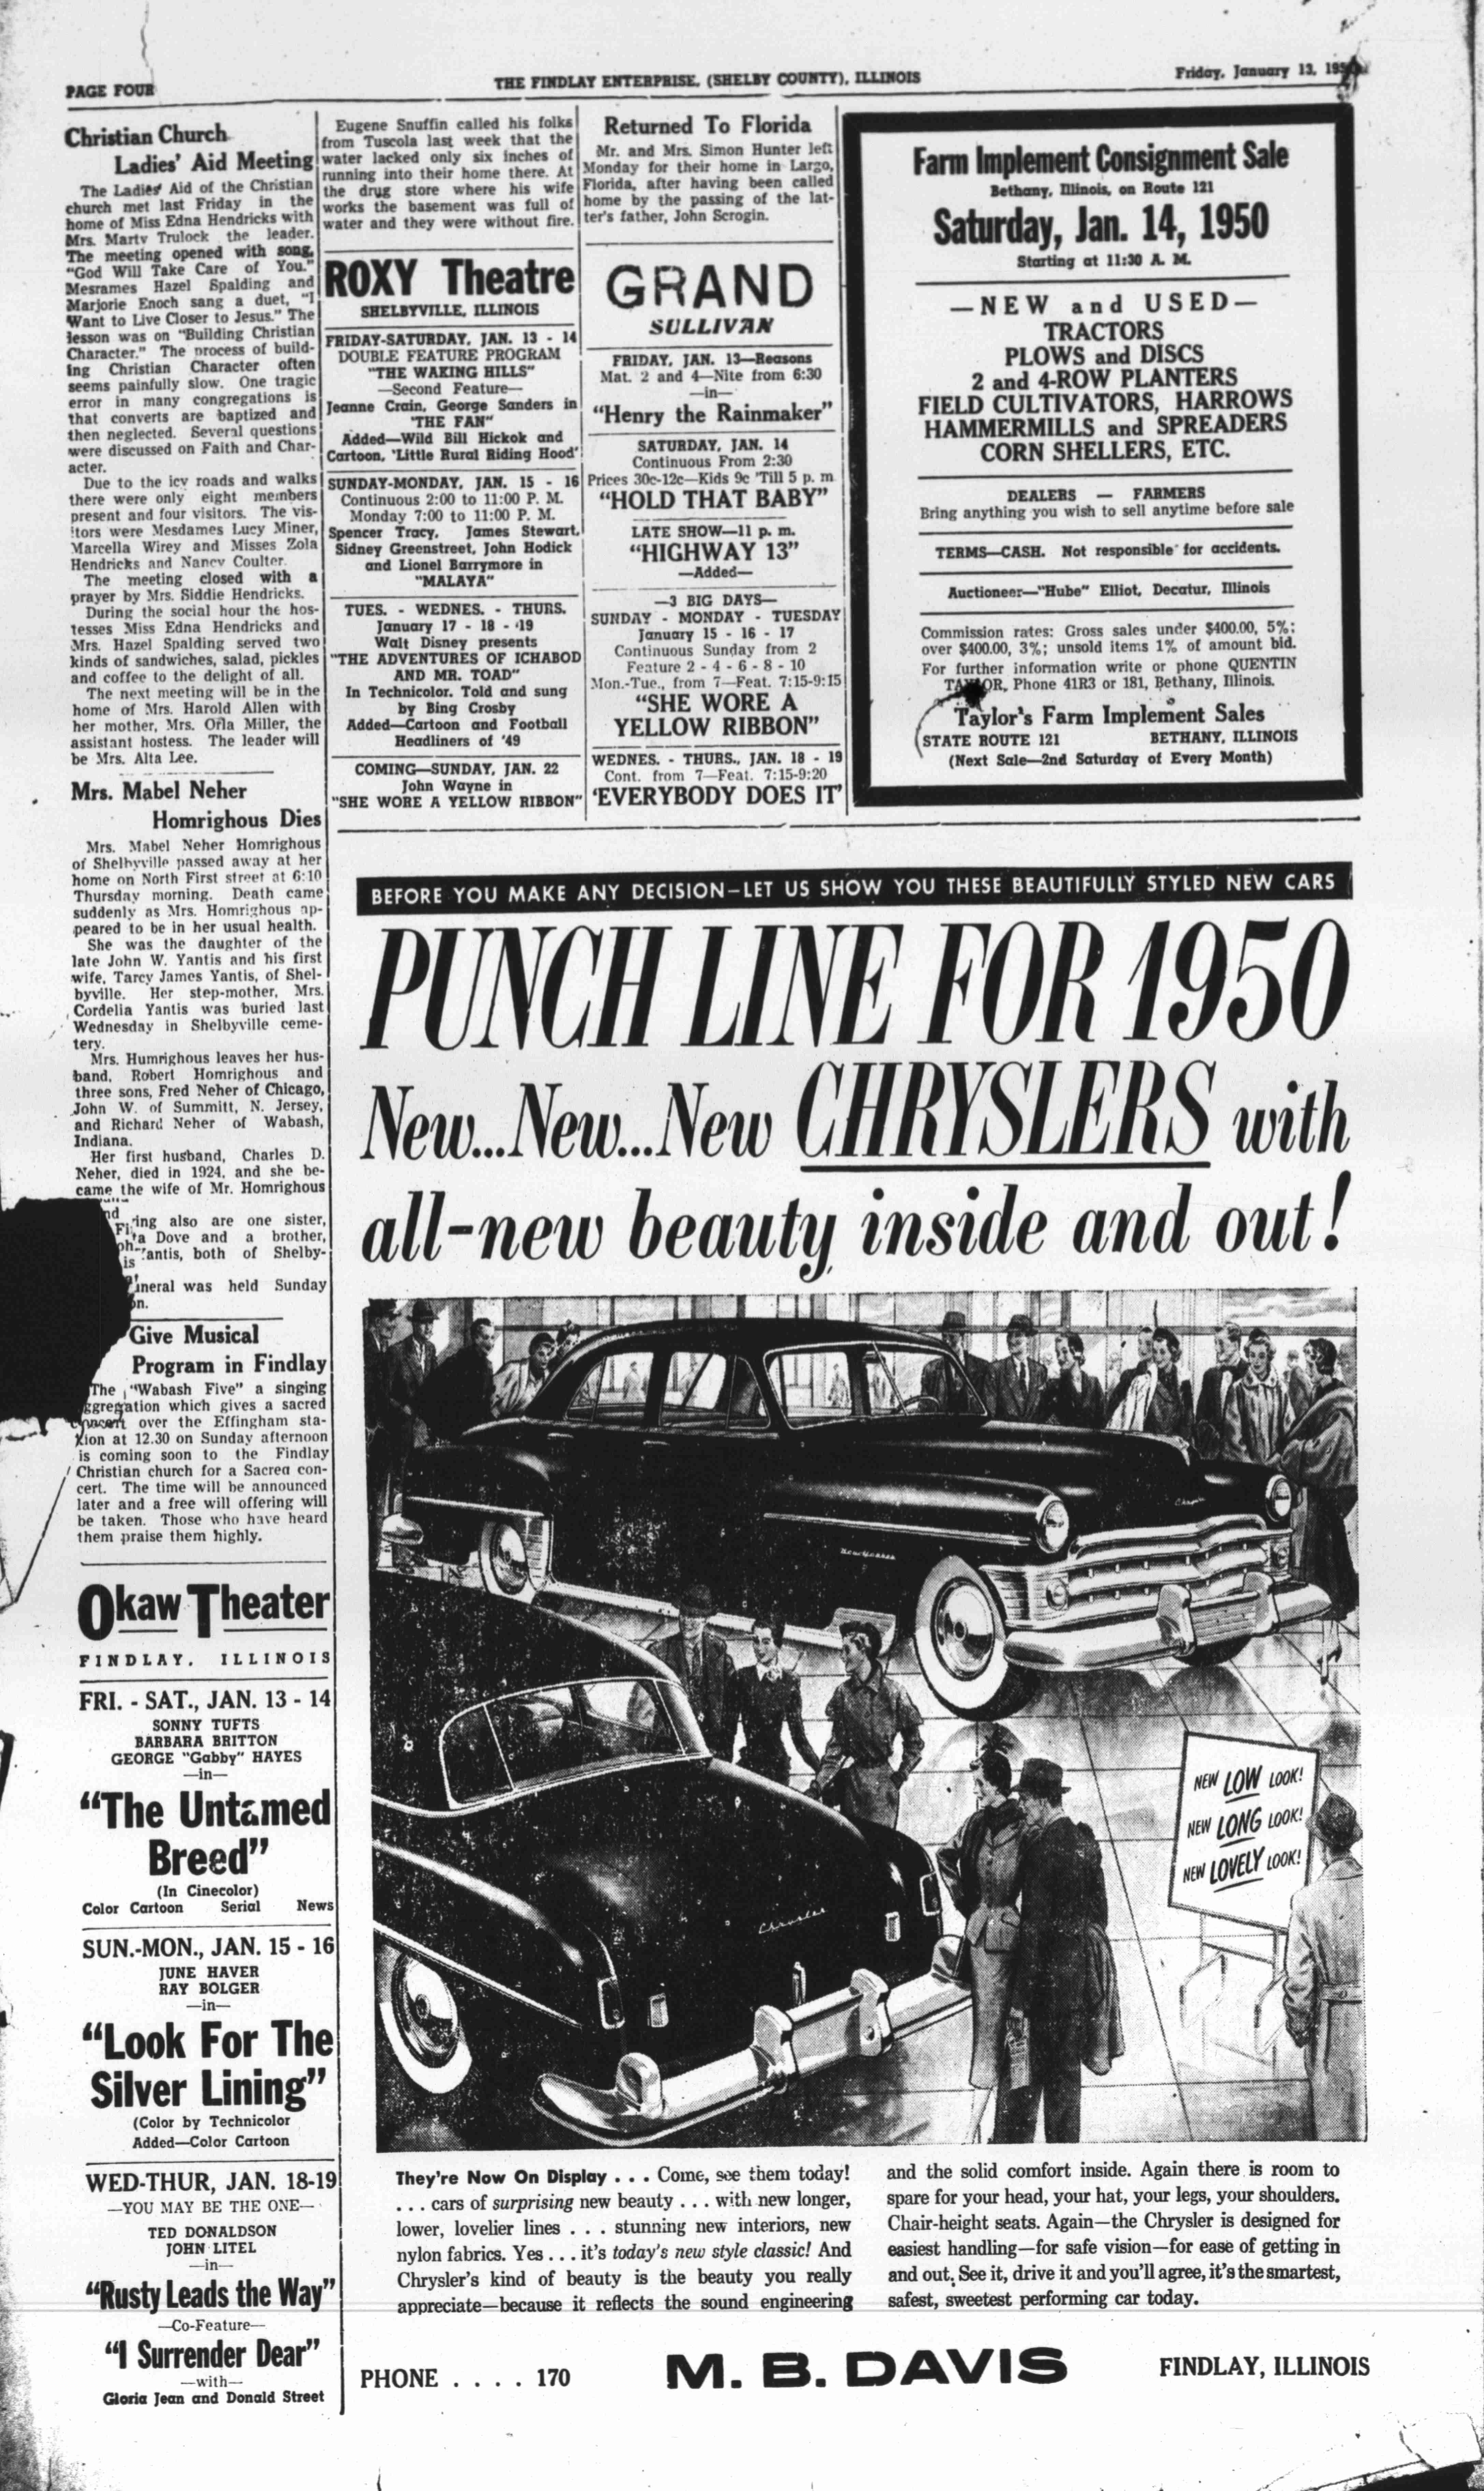 PAGE FOUR
THE FINDLAY ENTERPRISE, (SHELBY COUNTY), ILLINOIS
Friday, January 13,
Christian Church
Ladies' Aid Meeting
The Ladies' Aid of the Christian
church met last Friday in the
home of Miss Edna Hendricks with
Mrs. Martv Trulock the leader.
The meeting opened with song,
"God Will Take Care of You."
Mesrames Hazel Spalding and
Marjorie Enoch sang a duet, "I
Want to Live Closer to Jesus." The
lesson was on "Building Christian
Character." The process of build-
ing Christian Character often
seems painfully slow. One tragic
error in many congregations is
that converts are baptized and
then neglected. Several questions
were discussed on Faith and Char-
acter.
Due to the icy roads and walks
there were only eight members
present and four visitors. The vis-
itors were Mesdames Lucy Miner,
Marcella Wirey and Misses Zola
Hendricks and Nancy Coulter.
The meeting closed with a
prayer by Mrs. Siddie Hendricks.
During the social hour the hos-
tesses Miss Edna Hendricks and
Mrs. Hazel Spalding served two
kinds of sandwiches, salad, pickles
and coffee to the delight of all.
The next meeting will be in the
home of Mrs. Harold Allen with
her mother, Mrs. Ofla Miller, the
assistant hostess. The leader will
be Mrs. Alta Lee.
Mrs. Mabel Neher
Homrighous Dies
Mrs. Mabel Neher Homrighous
of Shelbyville passed away at her
home on North First street at 6:10
Thursday morning. Death came
suddenly as Mrs. Homrighous ap-
peared to be in her usual health.
She was the daughter of the
late John W. Yantis and his first
wife, Tarcy James Yantis, of Shel-
byville. Her step-mother, Mrs.
Cordelia Yantis was buried last
Wednesday in Shelbyville ceme-
tery.
Mrs. Humrighous leaves her hus-
band, Robert Homrighous and
three sons, Fred Neher of Chicago,
John W. of Summitt, N. Jersey,
and Richard Neher of Wabash,
Indiana.
Her first husband, Charles D.
Neher, died in 1924, and she be-
came the wife of Mr. Homrighous
also are one sister,
Dove and a brother,
both of Shelby-
was held Sunday
Give Musical
Program in Findlay
The "Wabash Five" a singing
aggregation which gives a sacred
concert over the Effingham sta-
tion at 12.30 on Sunday afternoon
is coming soon to the Findlay
Christian church for a Sacred con-
cert. The time will be announced
later and a free will offering will
be taken. Those who have heard
them praise them highly.
Okaw Theater
FINDLAY, ILLINOIS
FRI. - SAT., JAN. 13 - 14
SONNY TUFTS
BARBARA BRITTON
GEORGE "Gabby" HAYES
—in—
"The Untamed
Breed"
(In Cinecolor)
Color Cartoon Serial News
SUN.-MON., JAN. 15 - 16
JUNE HAVER
RAY BOLGER
—in—
"Look For The
Silver Lining"
(Color by Technicolor
Added—Color Cartoon
WED-THUR, JAN. 18-19
—YOU MAY BE THE ONE—
TED DONALDSON
JOHN LITEL
—in—
"Rusty Leads the Way"
—Co-Feature—
"I Surrender Dear"
—with—
Gloria Jean and Donald Street
Eugene Snuffin called his folks
from Tuscola last week that the
water lacked only six inches of
running into their home there. At
the drug store where his wife
works the basement was full of
water and they were without fire.
ROXY Theatre
SHELBYVILLE, ILLINOIS
FRIDAY-SATURDAY, JAN. 13 - 14
DOUBLE FEATURE PROGRAM
"THE WAKING HILLS"
—Second Feature—
Jeanne Crain, George Sanders in
"THE FAN"
Added—Wild Bill Hickok and
Cartoon, 'Little Rural Riding Hood'
SUNDAY-MONDAY, JAN. 15 - 16
Continuous 2:00 to 11:00 P. M.
Monday 7:00 to 11:00 P. M.
Spencer Tracy, James Stewart,
Sidney Greenstreet, John Hodick
and Lionel Barrymore in
"MALAYA"
TUES. - WEDNES. - THURS.
January 17 - 18 - 19
Walt Disney presents
"THE ADVENTURES OF ICHABOD
AND MR. TOAD"
In Technicolor. Told and sung
by Bing Crosby
Added—Cartoon and Football
Headliners of '49
COMING—SUNDAY, JAN. 22
John Wayne in
"SHE WORE A YELLOW RIBBON"
Returned To Florida
Mr. and Mrs. Simon Hunter left
Monday for their home in Largo,
Florida, after having been called
home by the passing of the lat-
ter's father, John Scrogin.
GRAND
SULLIVAN
FRIDAY, JAN. 13—Reasons
Mat. 2 and 4—Nite from 6:30
—in—
"Henry the Rainmaker"
SATURDAY, JAN. 14
Continuous From 2:30
Prices 30c-12c—Kids 9c 'Till 5 p. m
"HOLD THAT BABY"
LATE SHOW—11 p. m.
"HIGHWAY 13"
—Added—
—3 BIG DAYS—
SUNDAY - MONDAY - TUESDAY
January 15 - 16 - 17
Continuous Sunday from 2
Feature 2 - 4 - 6 - 8 - 10
Mon.-Tue., from 7—Feat. 7:15-9:15
"SHE WORE A
YELLOW RIBBON"
WEDNES. - THURS., JAN. 18 - 19
Cont. from 7—Feat. 7:15-9:20
'EVERYBODY DOES IT'
Farm Implement Consignment Sale
Bethany, Illinois, on Route 121
Saturday, Jan. 14, 1950
Starting at 11:30 A. M.
—NEW and USED—
TRACTORS
PLOWS and DISCS
2 and 4-ROW PLANTERS
FIELD CULTIVATORS, HARROWS
HAMMERMILLS and SPREADERS
CORN SHELLERS, ETC.
DEALERS — FARMERS
Bring anything you wish to sell anytime before sale
TERMS—CASH. Not responsible for accidents.
Auctioneer—"Hube" Elliot, Decatur, Illinois
Commission rates: Gross sales under $400.00, 5%;
over $400.00, 3%; unsold items 1% of amount bid.
For further information write or phone QUENTIN
TAYLOR, Phone 41R3 or 181, Bethany, Illinois.
Taylor's Farm Implement Sales
STATE ROUTE 121 BETHANY, ILLINOIS
(Next Sale—2nd Saturday of Every Month)
BEFORE YOU MAKE ANY DECISION—LET US SHOW YOU THESE BEAUTIFULLY STYLED NEW CARS
PUNCH LINE FOR 1950
New...New...New CHRYSLERS with
all-new beauty inside and out!
Chrysler
New Yorker
NEW LOW LOOK!
NEW LONG LOOK!
NEW LOVELY LOOK!
Chrysler
They're Now On Display . . . Come, see them today!
. . . cars of surprising new beauty . . . with new longer,
lower, lovelier lines . . . stunning new interiors, new
nylon fabrics. Yes . . . it's today's new style classic! And
Chrysler's kind of beauty is the beauty you really
appreciate—because it reflects the sound engineering
and the solid comfort inside. Again there is room to
spare for your head, your hat, your legs, your shoulders.
Chair-height seats. Again—the Chrysler is designed for
easiest handling—for safe vision—for ease of getting in
and out. See it, drive it and you'll agree, it's the smartest,
safest, sweetest performing car today.
PHONE . . . . 170
M. B. DAVIS
FINDLAY, ILLINOIS